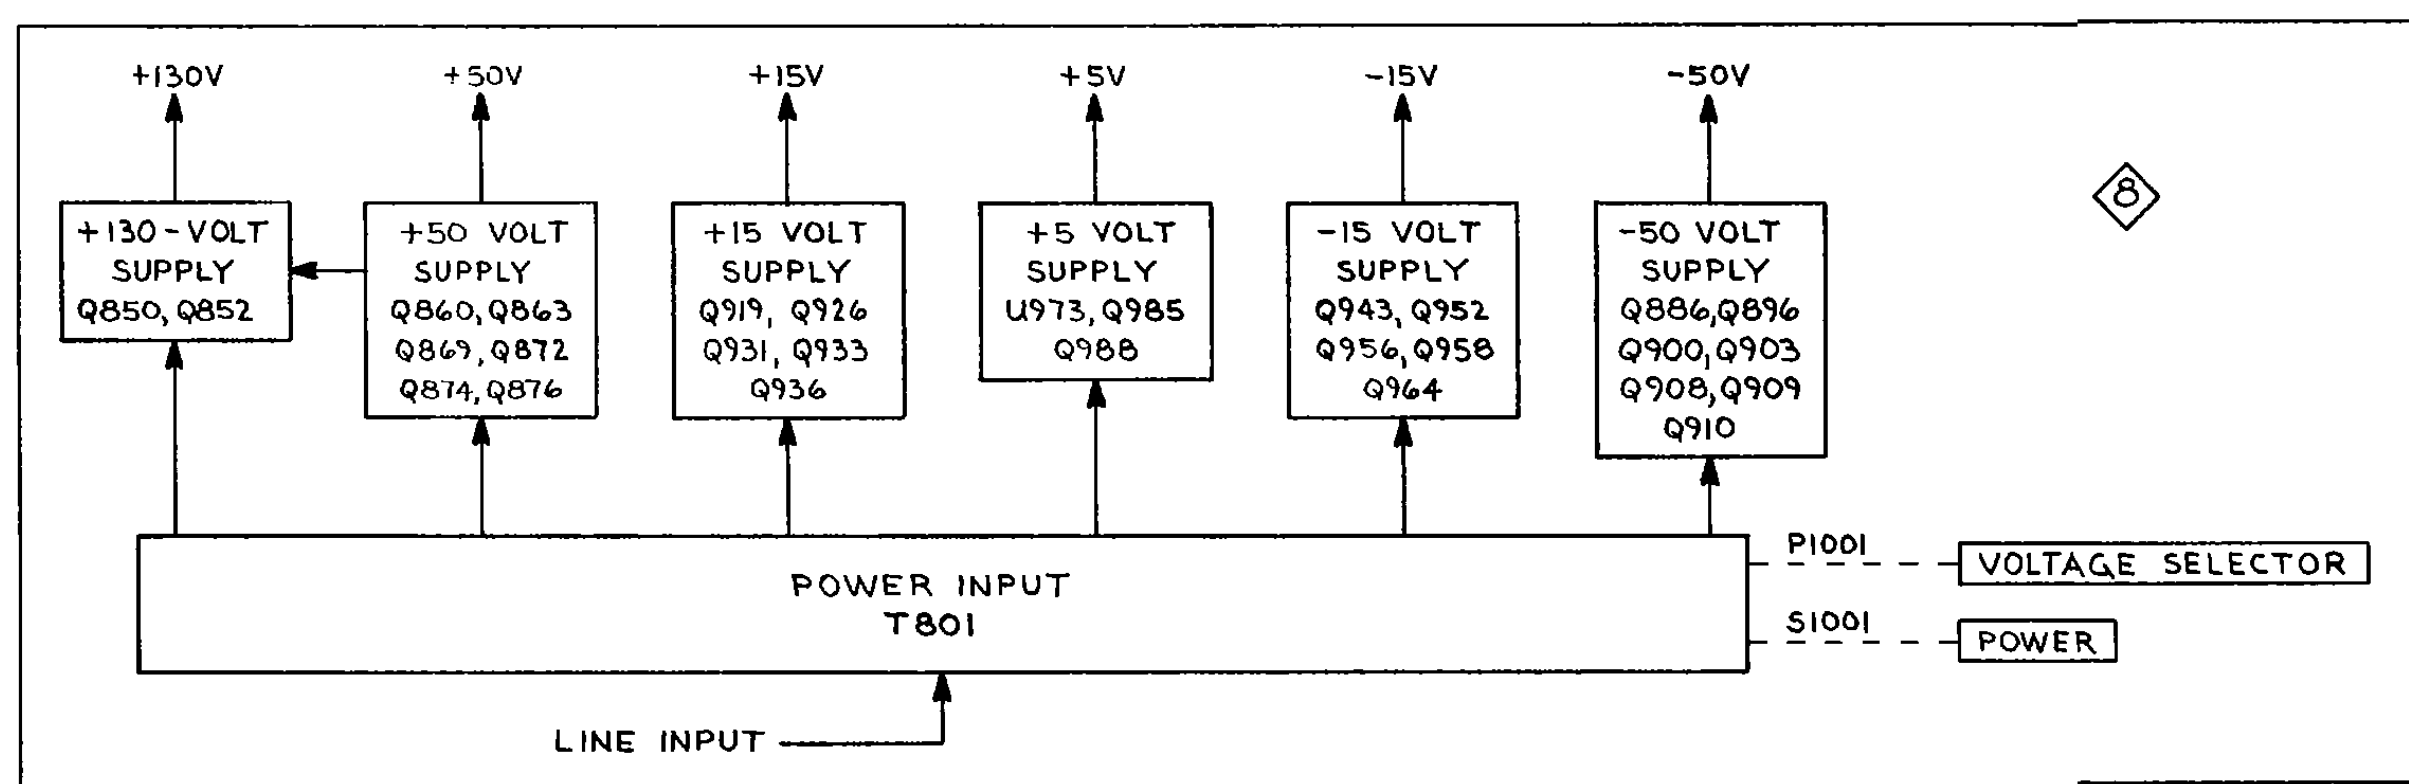 +130V
+50V
+15V
+5V
-15V
-50V
+130-VOLT
SUPPLY
Q850, Q852
+50 VOLT
SUPPLY
Q860, Q863
Q869, Q872
Q874, Q876
+15 VOLT
SUPPLY
Q919, Q926
Q931, Q933
Q936
+5 VOLT
SUPPLY
U973, Q985
Q988
-15 VOLT
SUPPLY
Q943, Q952
Q956, Q958
Q964
-50 VOLT
SUPPLY
Q886, Q896
Q900, Q903
Q908, Q909
Q910
8
POWER INPUT
T801
P1001
VOLTAGE SELECTOR
S1001
POWER
LINE INPUT